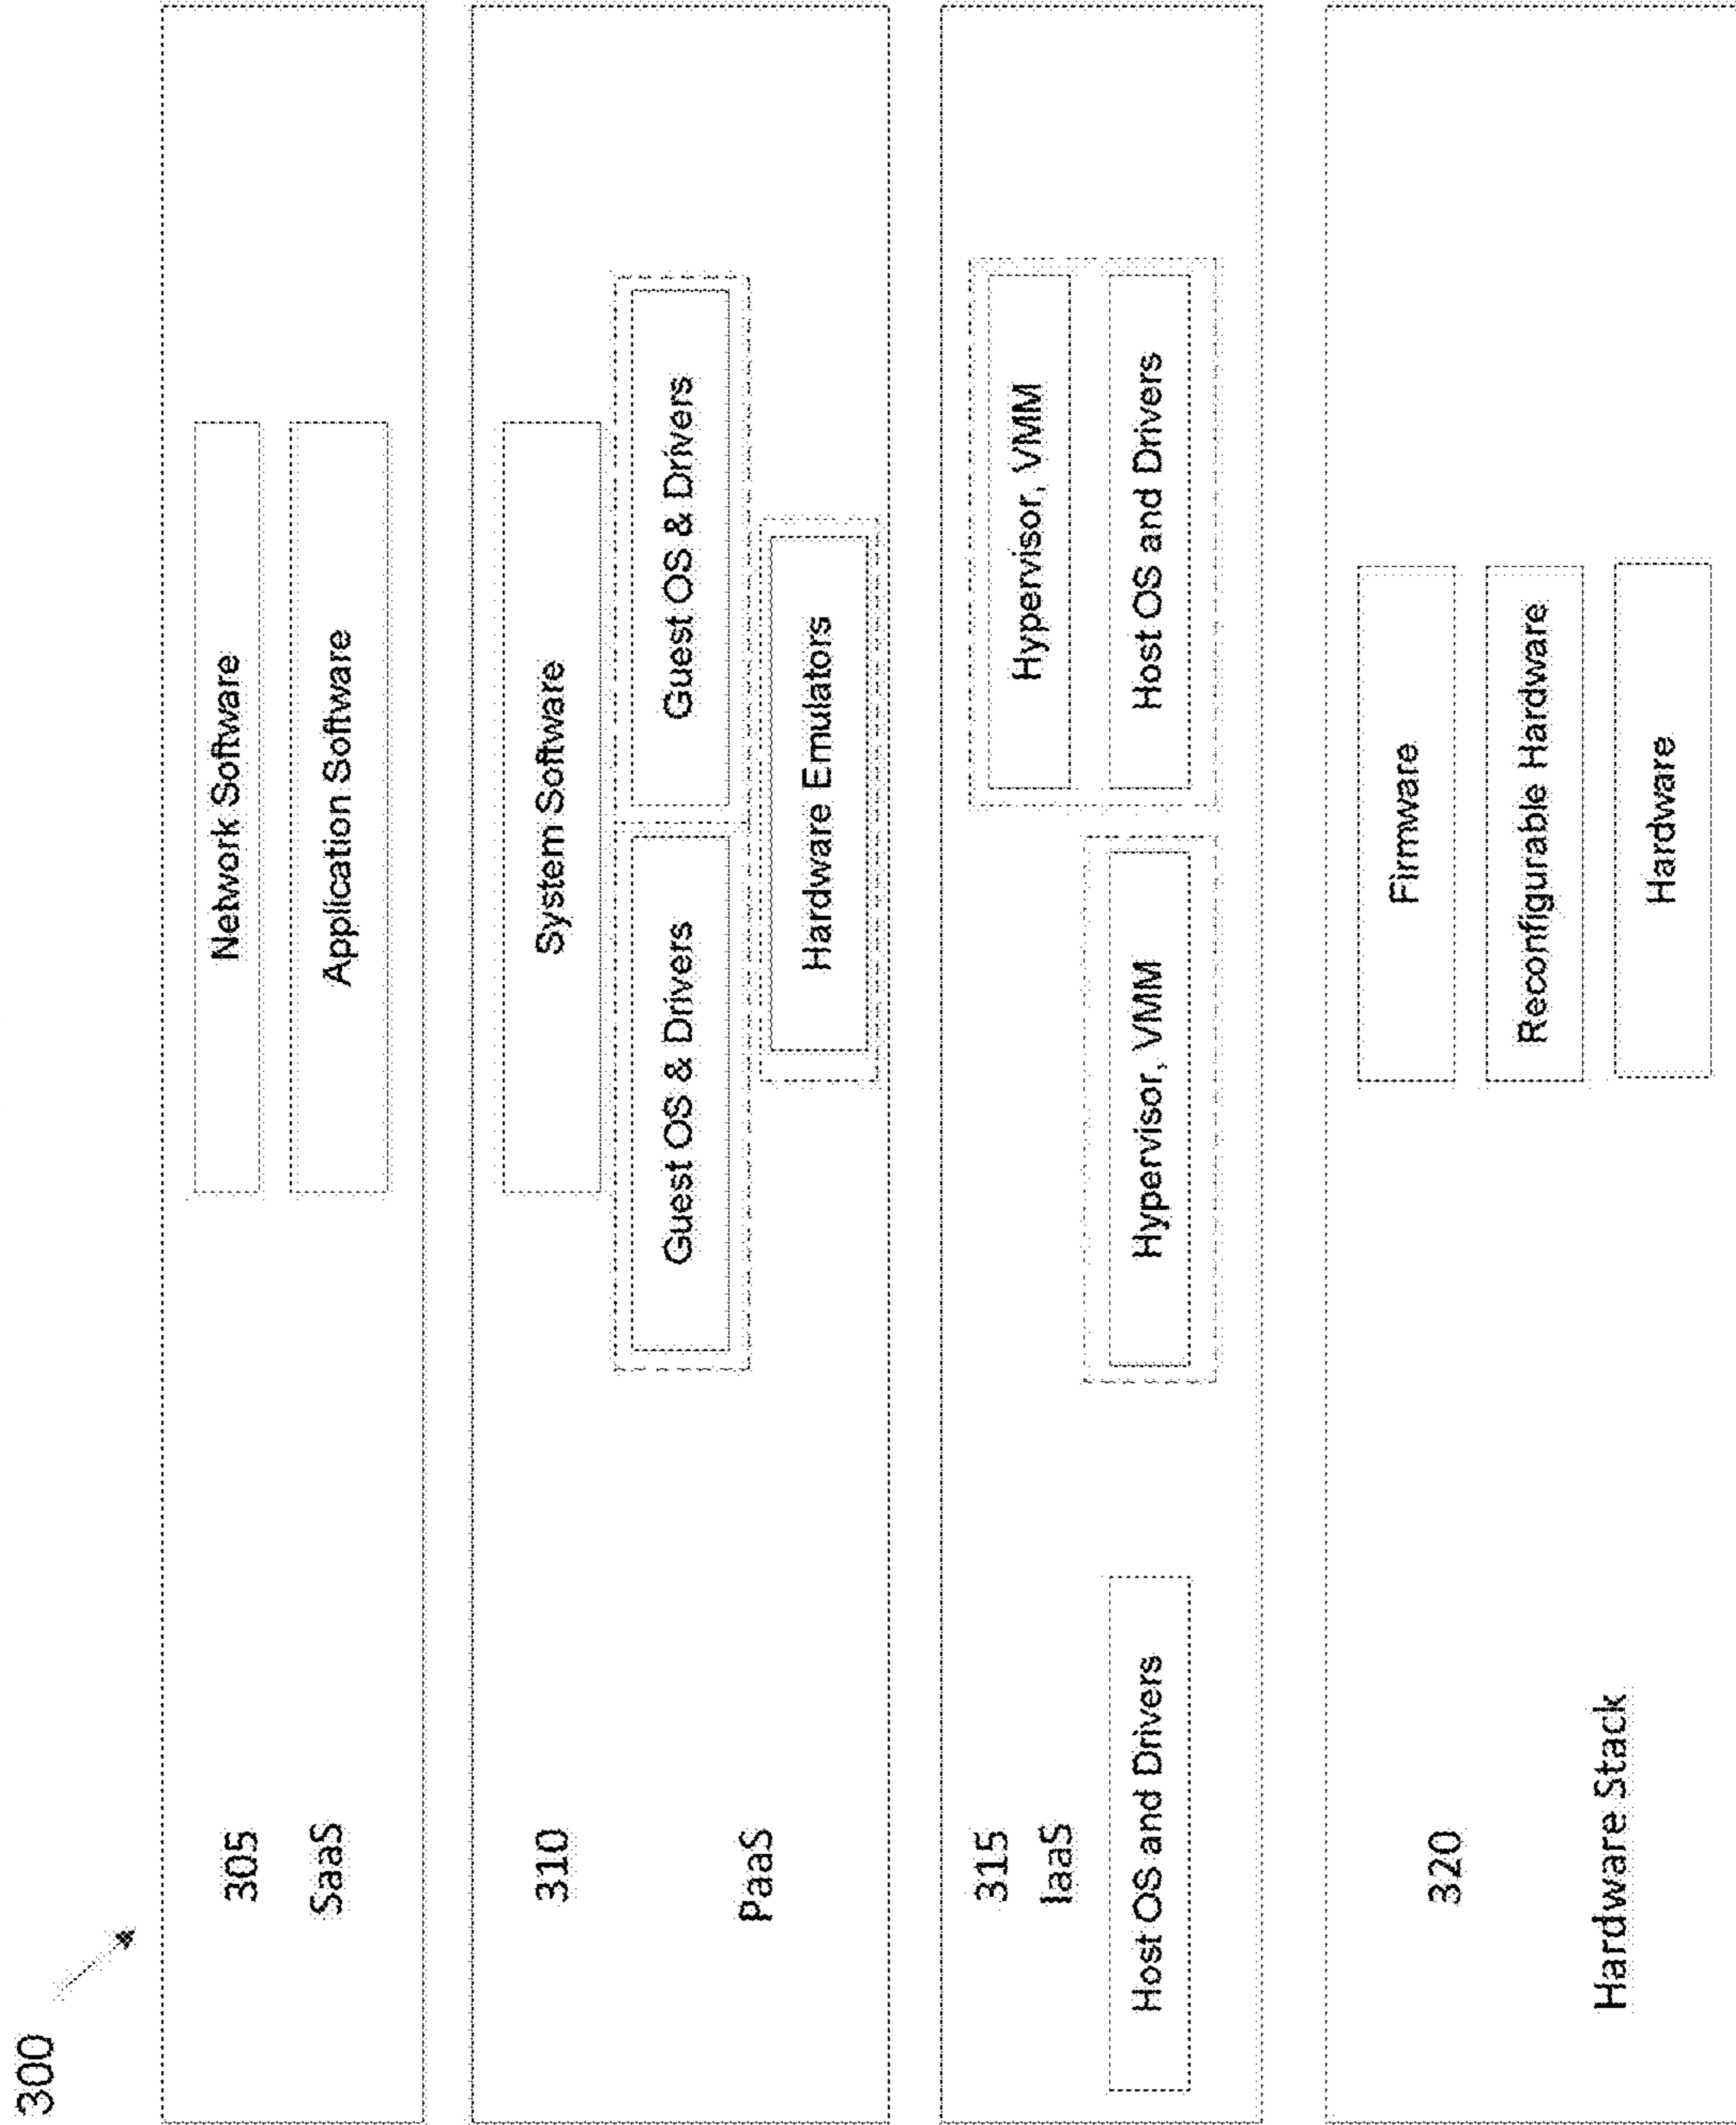 300
305
SaaS
Network Software
Application Software
310
PaaS
System Software
Guest OS & Drivers
Guest OS & Drivers
Hardware Emulators
315
IaaS
Host OS and Drivers
Hypervisor, VMM
Hypervisor, VMM
Host OS and Drivers
320
Hardware Stack
Firmware
Reconfigurable Hardware
Hardware